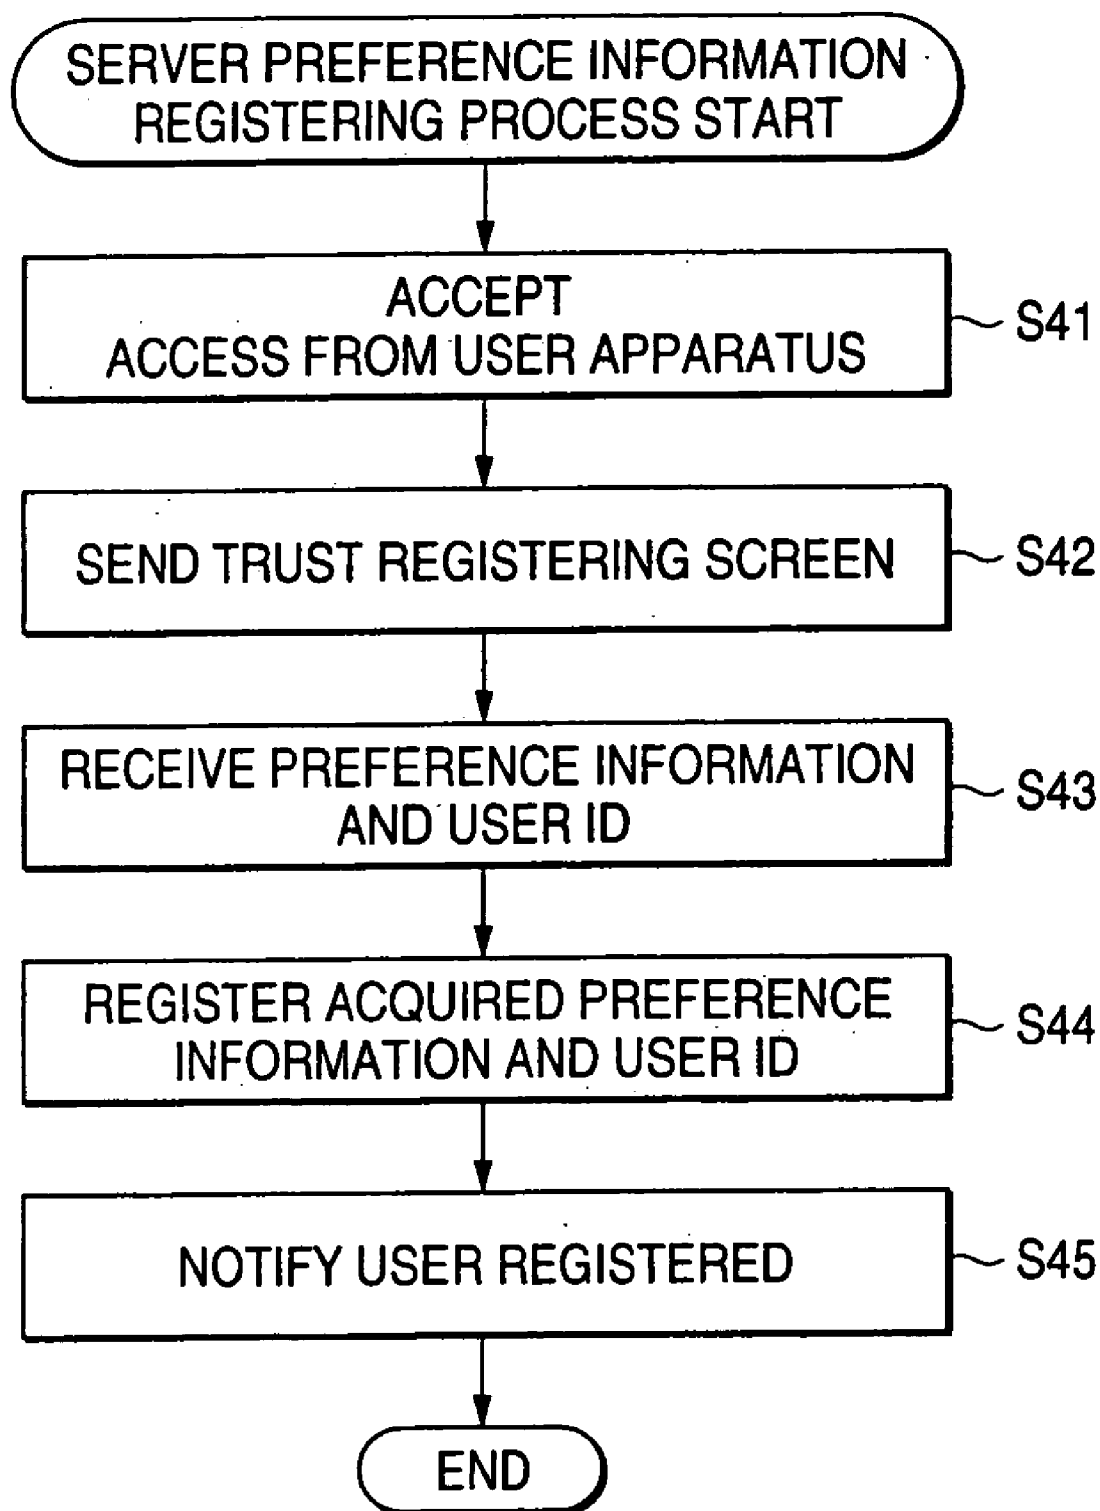 SERVER PREFERENCE INFORMATION
REGISTERING PROCESS START
ACCEPT
ACCESS FROM USER APPARATUS
S41
SEND TRUST REGISTERING SCREEN
S42
RECEIVE PREFERENCE INFORMATION
AND USER ID
S43
REGISTER ACQUIRED PREFERENCE
INFORMATION AND USER ID
S44
NOTIFY USER REGISTERED
S45
END